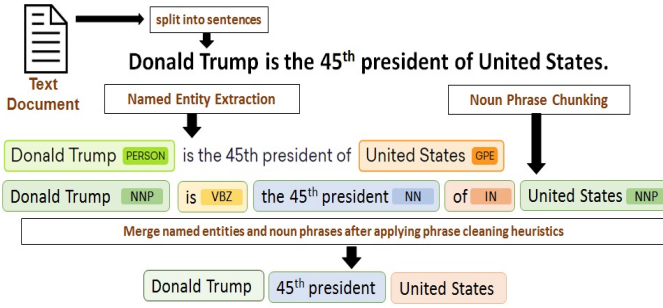 split into sentences
Donald Trump is the 45th president of United States.
Text
Document
Named Entity Extraction
Noun Phrase Chunking
Donald Trump PERSON is the 45th president of United States GPE
Donald Trump NNP is VBZ the 45th president NN of IN United States NNP
Merge named entities and noun phrases after applying phrase cleaning heuristics
Donald Trump 45th president United States